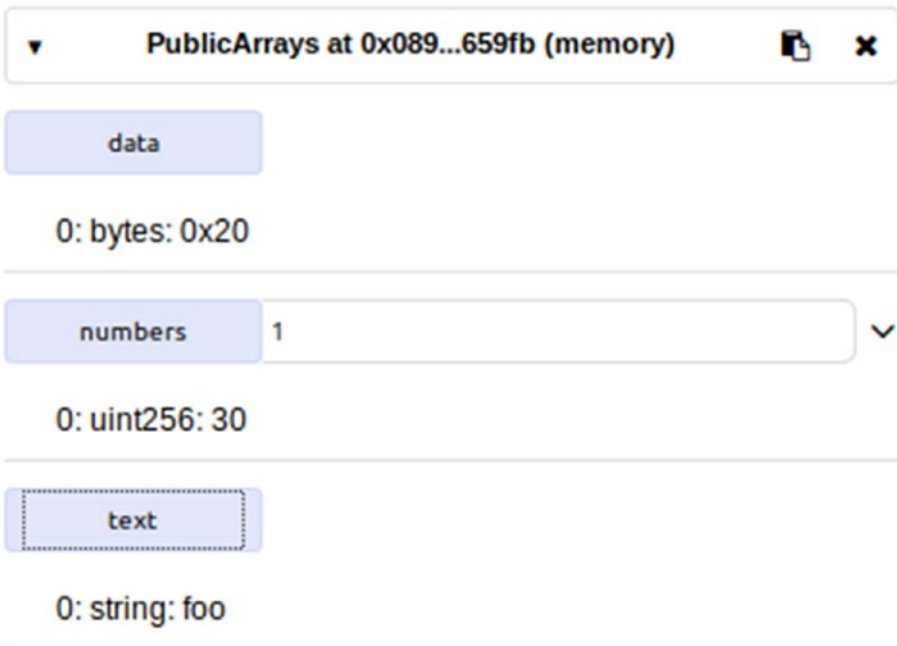 PublicArrays at 0x089...659fb (memory)
data
0: bytes: 0x20
numbers 1
0: uint256: 30
text
0: string: foo